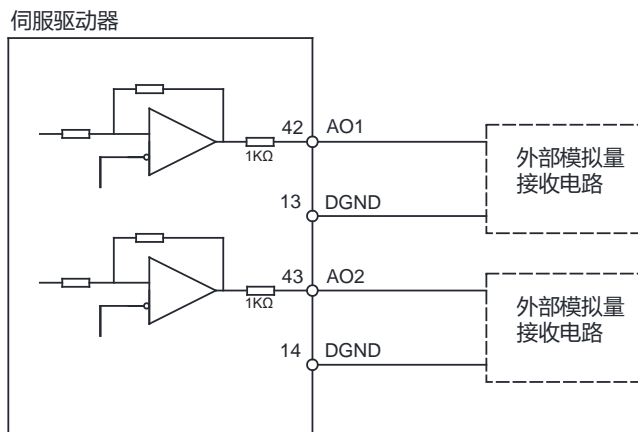 伺服驱动器
42
AO1
1KΩ
外部模拟量
接收电路
13
DGND
43
AO2
1KΩ
外部模拟量
接收电路
14
DGND